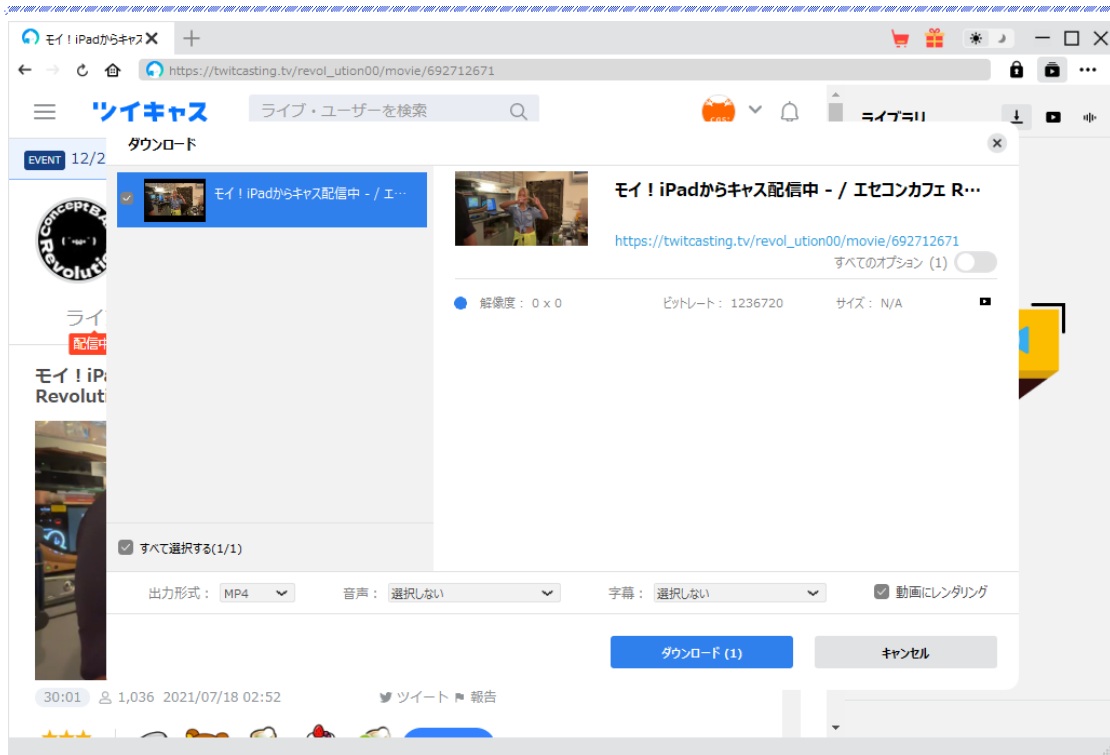 モイ！iPadからキャス
https://twitcasting.tv/revol_ution00/movie/692712671
ツイキャス
ライブ・ユーザーを検索
ライブラリ
EVENT 12/2
ダウンロード
モイ！iPadからキャス配信中 - / エ…
モイ！iPadからキャス配信中 - / エセコンカフェ R…
https://twitcasting.tv/revol_ution00/movie/692712671
すべてのオプション (1)
解像度： 0 x 0 ビットレート： 1236720 サイズ： N/A
ライ
配信中
モイ！iPa
Revoluti
すべて選択する(1/1)
出力形式： MP4 音声： 選択しない 字幕： 選択しない 動画にレンダリング
ダウンロード (1) キャンセル
30:01 1,036 2021/07/18 02:52 ツイート 報告